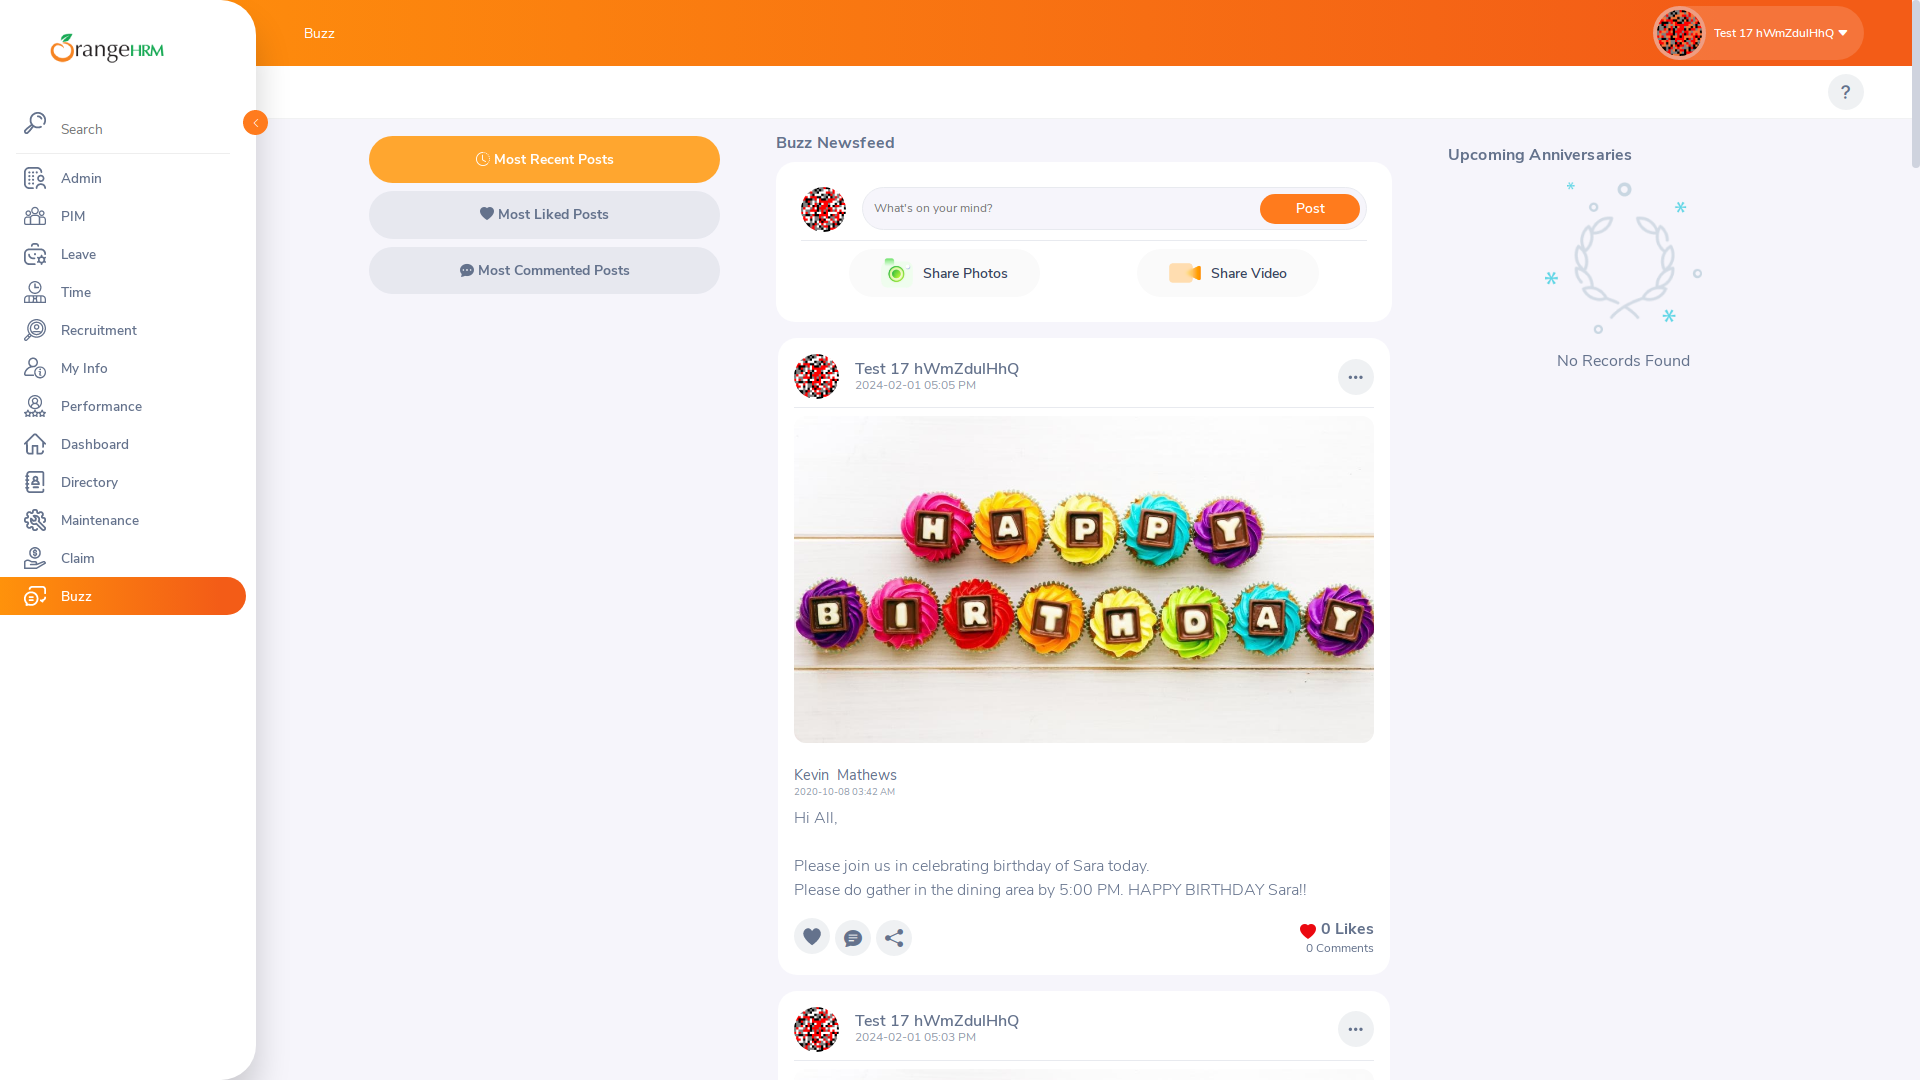 OrangeHRM
Search
Admin
PIM
Leave
Time
Recruitment
My Info
Performance
Dashboard
Directory
Maintenance
Claim
Buzz
Buzz
Test 17 hWmZdulHhQ
?
Most Recent Posts
Most Liked Posts
Most Commented Posts
Buzz Newsfeed
What's on your mind?
Post
Share Photos
Share Video
Test 17 hWmZdulHhQ
2024-02-01 05:05 PM
HAPPY
BIRTHDAY
Kevin Mathews
2020-10-08 03:42 AM
Hi All,
Please join us in celebrating birthday of Sara today.
Please do gather in the dining area by 5:00 PM. HAPPY BIRTHDAY Sara!!
0 Likes
0 Comments
Test 17 hWmZdulHhQ
2024-02-01 05:03 PM
Upcoming Anniversaries
No Records Found